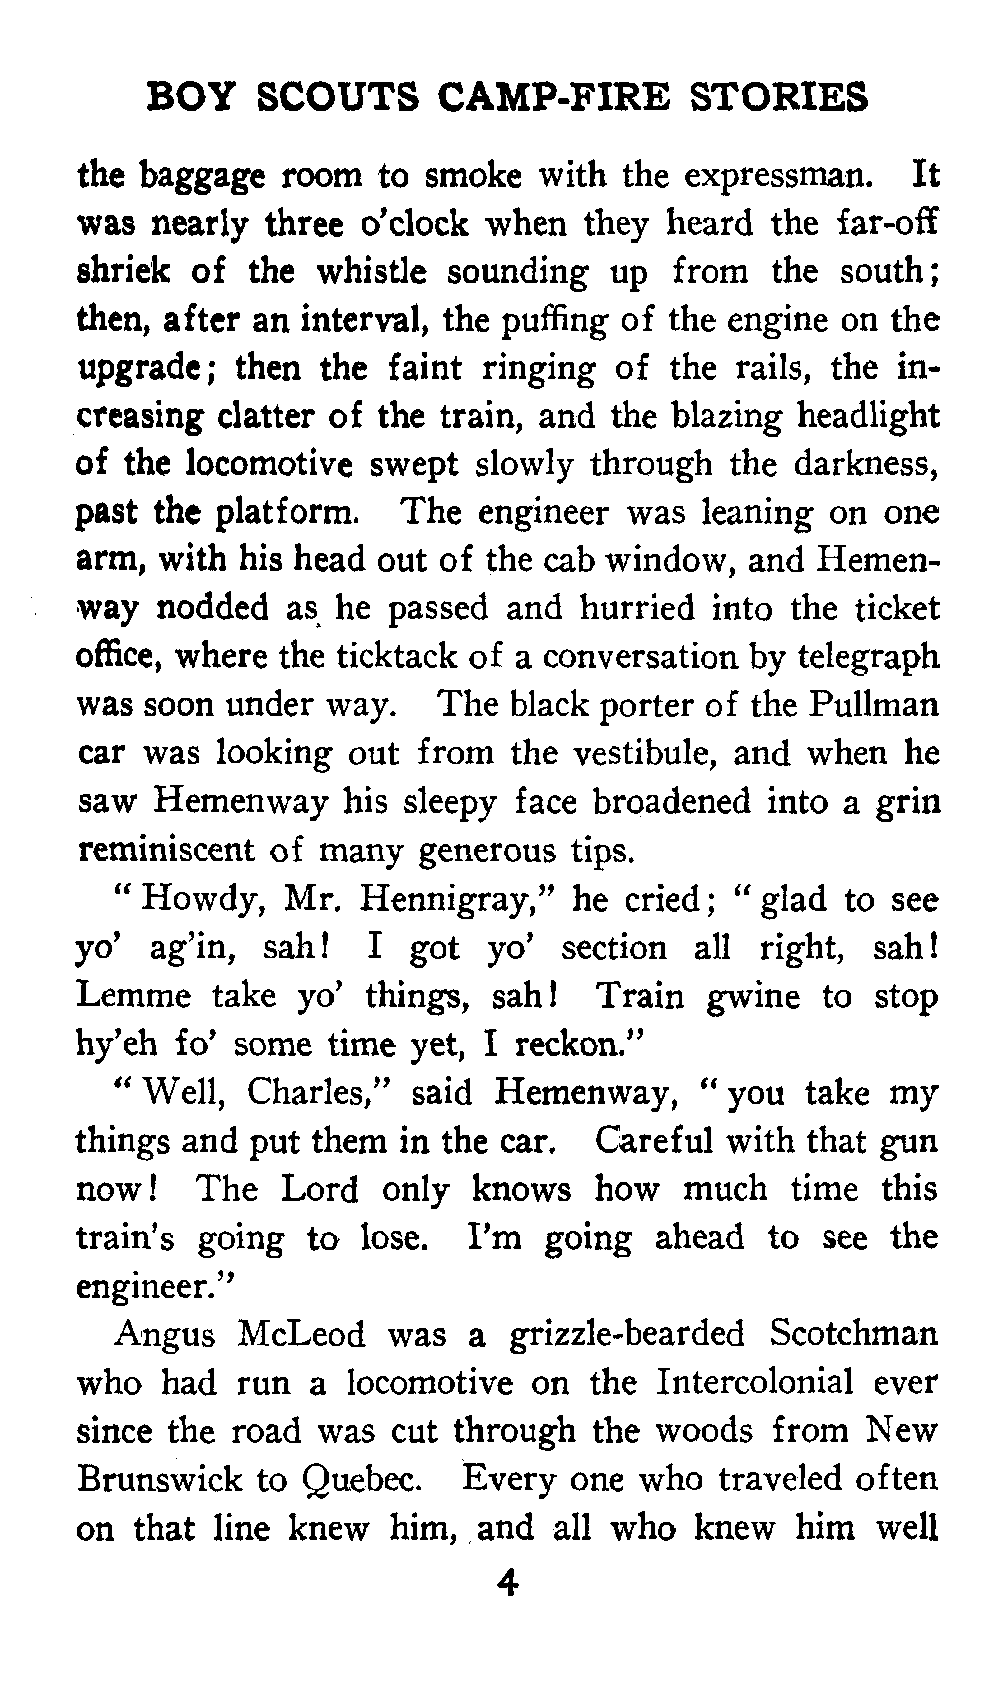 BOY SCOUTS CAMP-FIRE STORIES
the baggage room to smoke with the expressman. It
was nearly three o'clock when they heard the far-off
shriek of the whistle sounding up from the south;
then, after an interval, the puffing of the engine on the
upgrade; then the faint ringing of the rails, the in-
creasing clatter of the train, and the blazing headlight
of the locomotive swept slowly through the darkness,
past the platform. The engineer was leaning on one
arm, with his head out of the cab window, and Hemen-
way nodded as he passed and hurried into the ticket
office, where the ticktack of a conversation by telegraph
was soon under way. The black porter of the Pullman
car was looking out from the vestibule, and when he
saw Hemenway his sleepy face broadened into a grin
reminiscent of many generous tips.
"Howdy, Mr. Hennigray," he cried; "glad to see
yo' ag'in, sah! I got yo' section all right, sah!
Lemme take yo' things, sah! Train gwine to stop
hy'eh fo' some time yet, I reckon."
"Well, Charles," said Hemenway, "you take my
things and put them in the car. Careful with that gun
now! The Lord only knows how much time this
train's going to lose. I'm going ahead to see the
engineer."
Angus McLeod was a grizzle-bearded Scotchman
who had run a locomotive on the Intercolonial ever
since the road was cut through the woods from New
Brunswick to Quebec. Every one who traveled often
on that line knew him, and all who knew him well
4